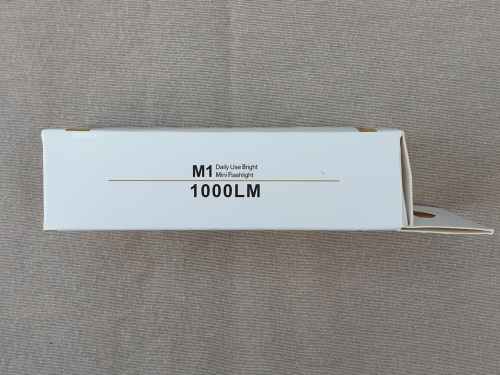 M1 Daily Use Bright
Mini Flashlight
1000LM